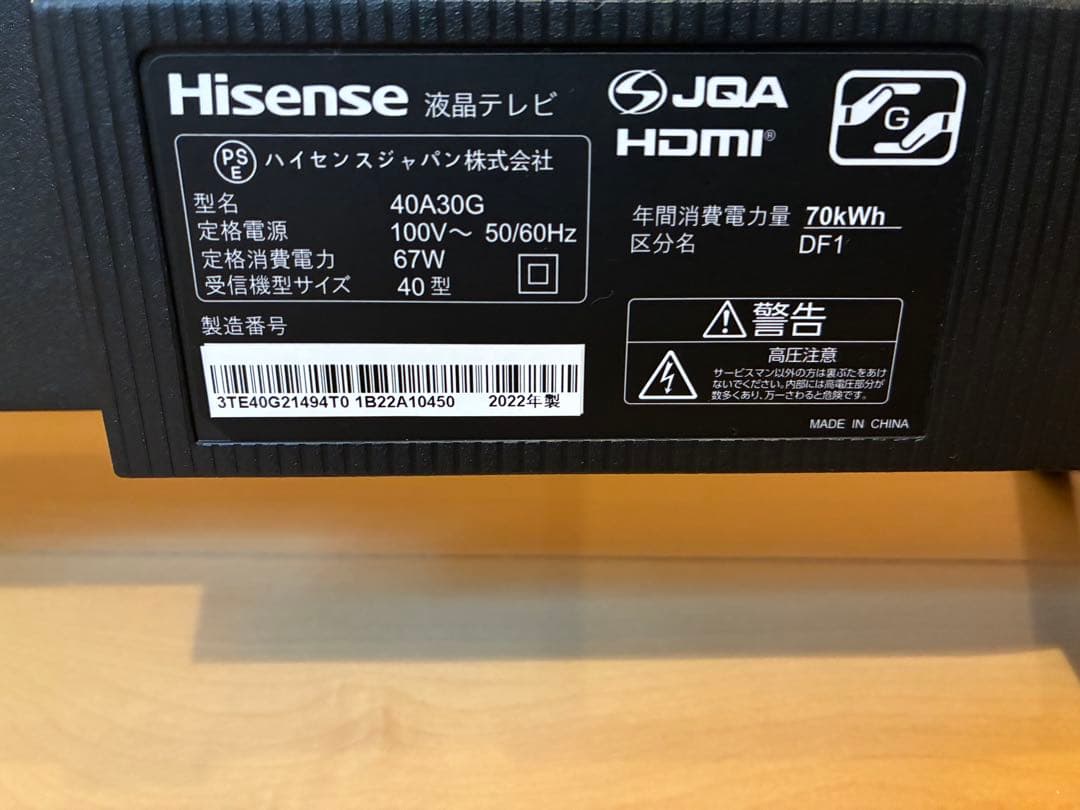 Hisense 液晶テレビ
JQA
HDMI®
G
PS
E
ハイセンスジャパン株式会社
型名 40A30G
定格電源 100V～ 50/60Hz
定格消費電力 67W
受信機型サイズ 40型
年間消費電力量 70kWh
区分名 DF1
製造番号
3TE40G21494T0 1B22A10450 2022年製
警告
高圧注意
サービスマン以外の方は裏ぶたをあけ
ないでください。内部には高電圧部分が
数多くあり、万一さわると危険です。
MADE IN CHINA